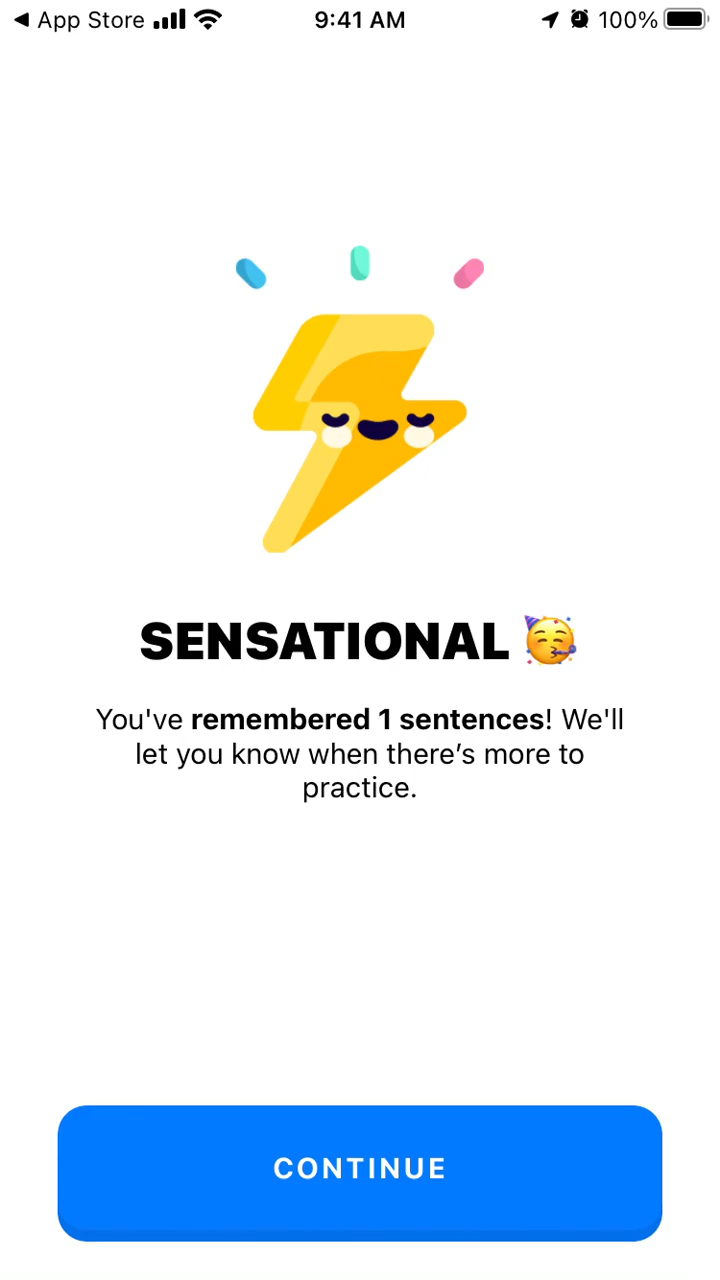 App Store 9:41 AM 100%
SENSATIONAL 🥳
You've remembered 1 sentences! We'll
let you know when there’s more to
practice.
CONTINUE